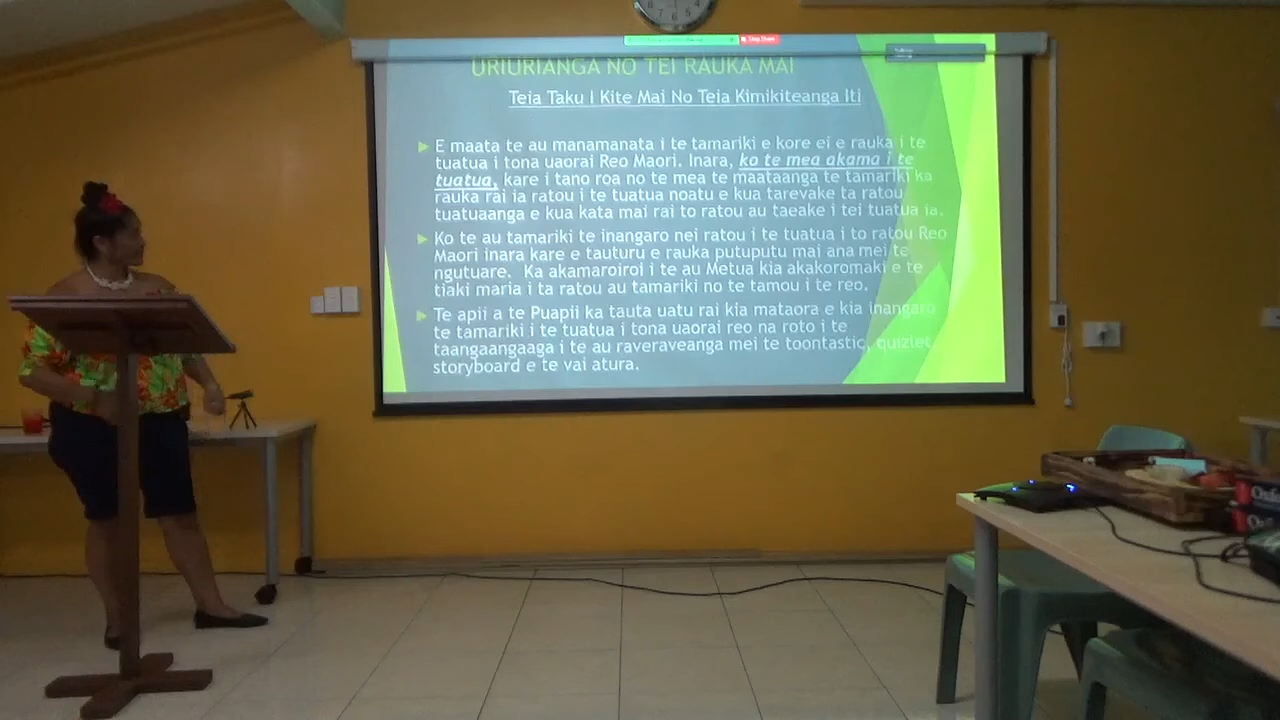 URIURIANGA NO TEI RAUKA MAI
Teia Taku I Kite Mai No Teia Kimikiteanga Iti
E maata te au manamanata i te tamariki e kore ei e rauka i te
tuatua i tona uaorai Reo Maori. Inara, ko te mea akama i te
tuatua, kare i tano roa no te mea te maataanga te tamariki ka
rauka rai ia ratou i te tuatua noatu e kua tarevake ta ratou
tuatuaanga e kua kata mai rai to ratou au taeake i tei tuatua ia.
Ko te au tamariki te inangaro nei ratou i te tuatua i to ratou Reo
Maori inara kare e tauturu e rauka putuputu mai ana mei te
ngutuare. Ka akamaroiroi i te au Metua kia akakoromaki e te
tiaki maria i ta ratou au tamariki no te tamou i te reo.
Te apii a te Puapii ka tauta uatu rai kia mataora e kia inangaro
te tamariki i te tuatua i tona uaorai reo na roto i te
taangaangaaga i te au raveraveanga mei te toontastic, quizlet,
storyboard e te vai atura.
Stop Share